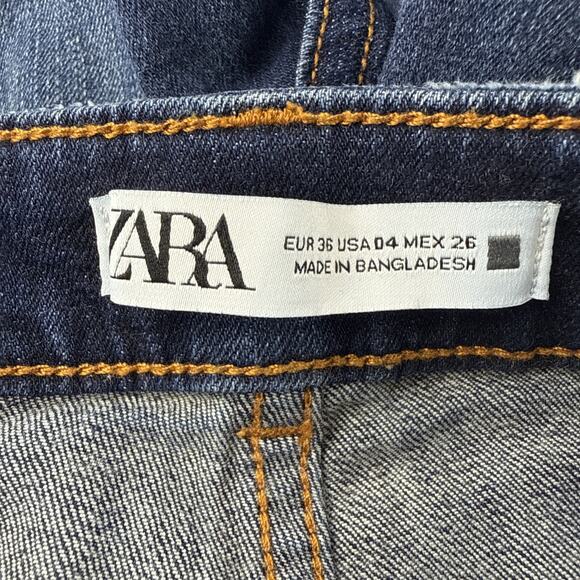 ZARA
EUR 36 USA 04 MEX 26
MADE IN BANGLADESH